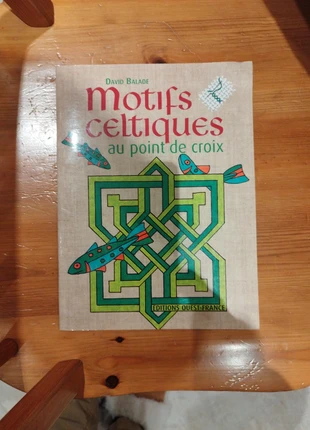 DAVID BALADE
Motifs
celtiques
au point de croix
EDITIONS OUEST-FRANCE